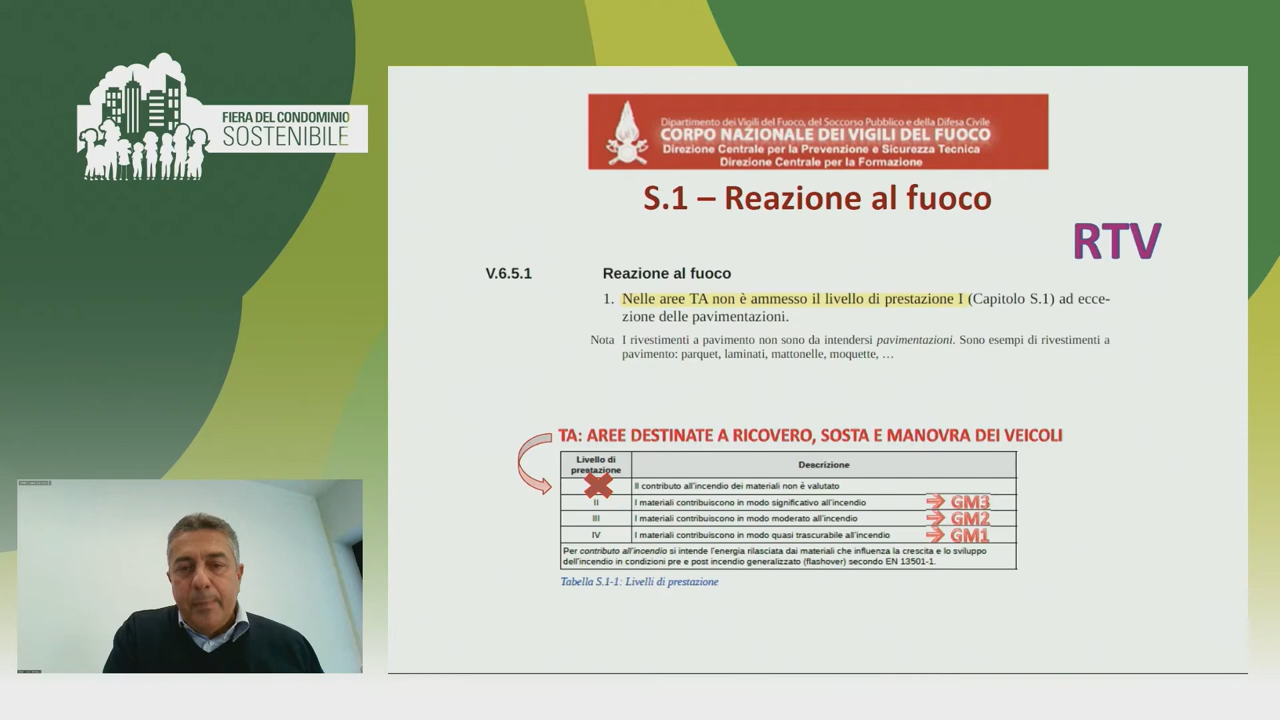 FIERA DEL CONDOMINIO
SOSTENIBILE
Dipartimento dei Vigili del Fuoco, del Soccorso Pubblico e della Difesa Civile
CORPO NAZIONALE DEI VIGILI DEL FUOCO
Direzione Centrale per la Prevenzione e Sicurezza Tecnica
Direzione Centrale per la Formazione
S.1 – Reazione al fuoco
RTV
V.6.5.1 Reazione al fuoco
1. Nelle aree TA non è ammesso il livello di prestazione I (Capitolo S.1) ad ecce-
zione delle pavimentazioni.
Nota I rivestimenti a pavimento non sono da intendersi pavimentazioni. Sono esempi di rivestimenti a
pavimento: parquet, laminati, mattonelle, moquette, …
TA: AREE DESTINATE A RICOVERO, SOSTA E MANOVRA DEI VEICOLI
Livello di prestazione Descrizione
Il contributo all'incendio dei materiali non è valutato
II I materiali contribuiscono in modo significativo all'incendio GM3
III I materiali contribuiscono in modo moderato all'incendio GM2
IV I materiali contribuiscono in modo quasi trascurabile all'incendio GM1
Per contributo all'incendio si intende l'energia rilasciata dai materiali che influenza la crescita e lo sviluppo
dell'incendio in condizioni pre e post incendio generalizzato (flashover) secondo EN 13501-1.
Tabella S.1-1: Livelli di prestazione